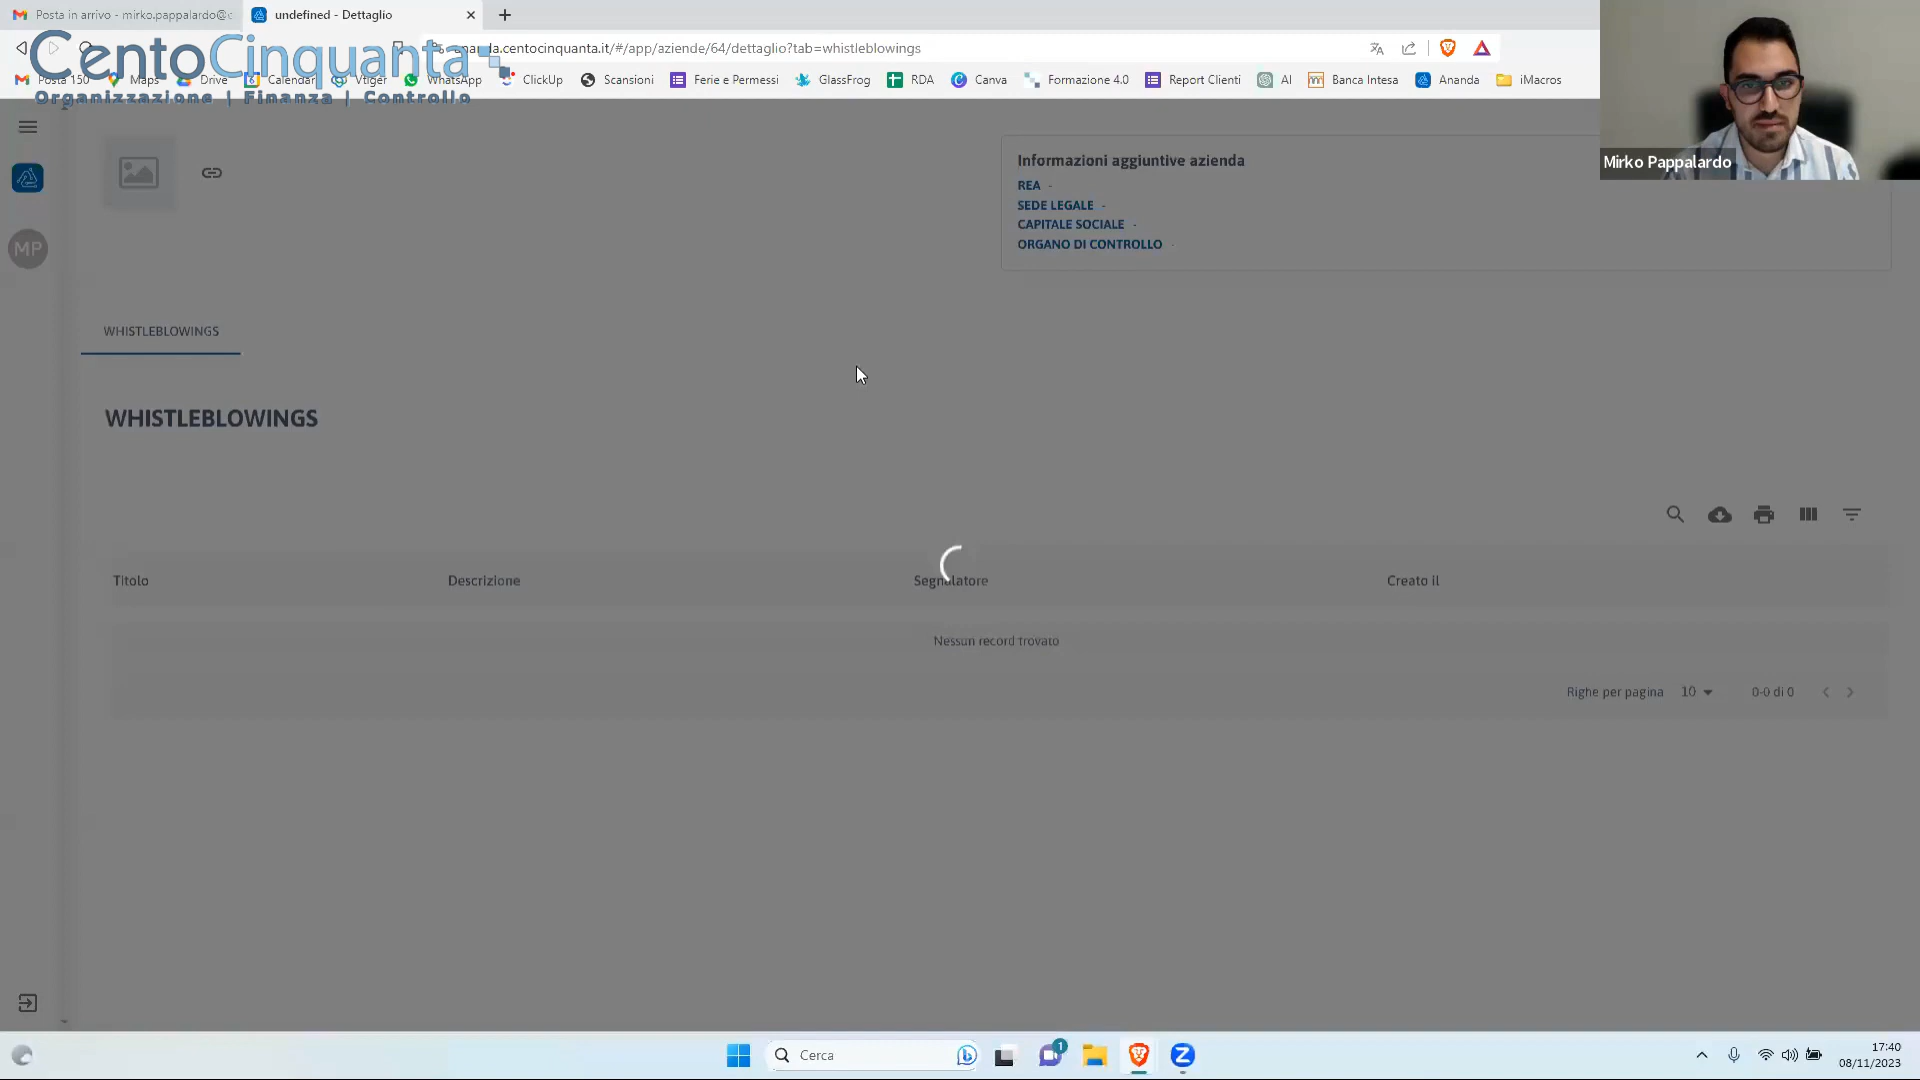 Posta in arrivo - mirko.pappalardo@c
undefined - Dettaglio
ananda.centocinquanta.it/#/app/aziende/64/dettaglio?tab=whistleblowings
CentoCinquanta
Organizzazione | Finanza | Controllo
Posta 150
Maps
Drive
Calendar
Vtiger
WhatsApp
ClickUp
Scansioni
Ferie e Permessi
GlassFrog
RDA
Canva
Formazione 4.0
Report Clienti
AI
Banca Intesa
Ananda
iMacros
Mirko Pappalardo
MP
Informazioni aggiuntive azienda
REA -
SEDE LEGALE -
CAPITALE SOCIALE -
ORGANO DI CONTROLLO -
WHISTLEBLOWINGS
WHISTLEBLOWINGS
Titolo
Descrizione
Segnalatore
Creato il
Nessun record trovato
Righe per pagina
10
0-0 di 0
Cerca
1
17:40
08/11/2023